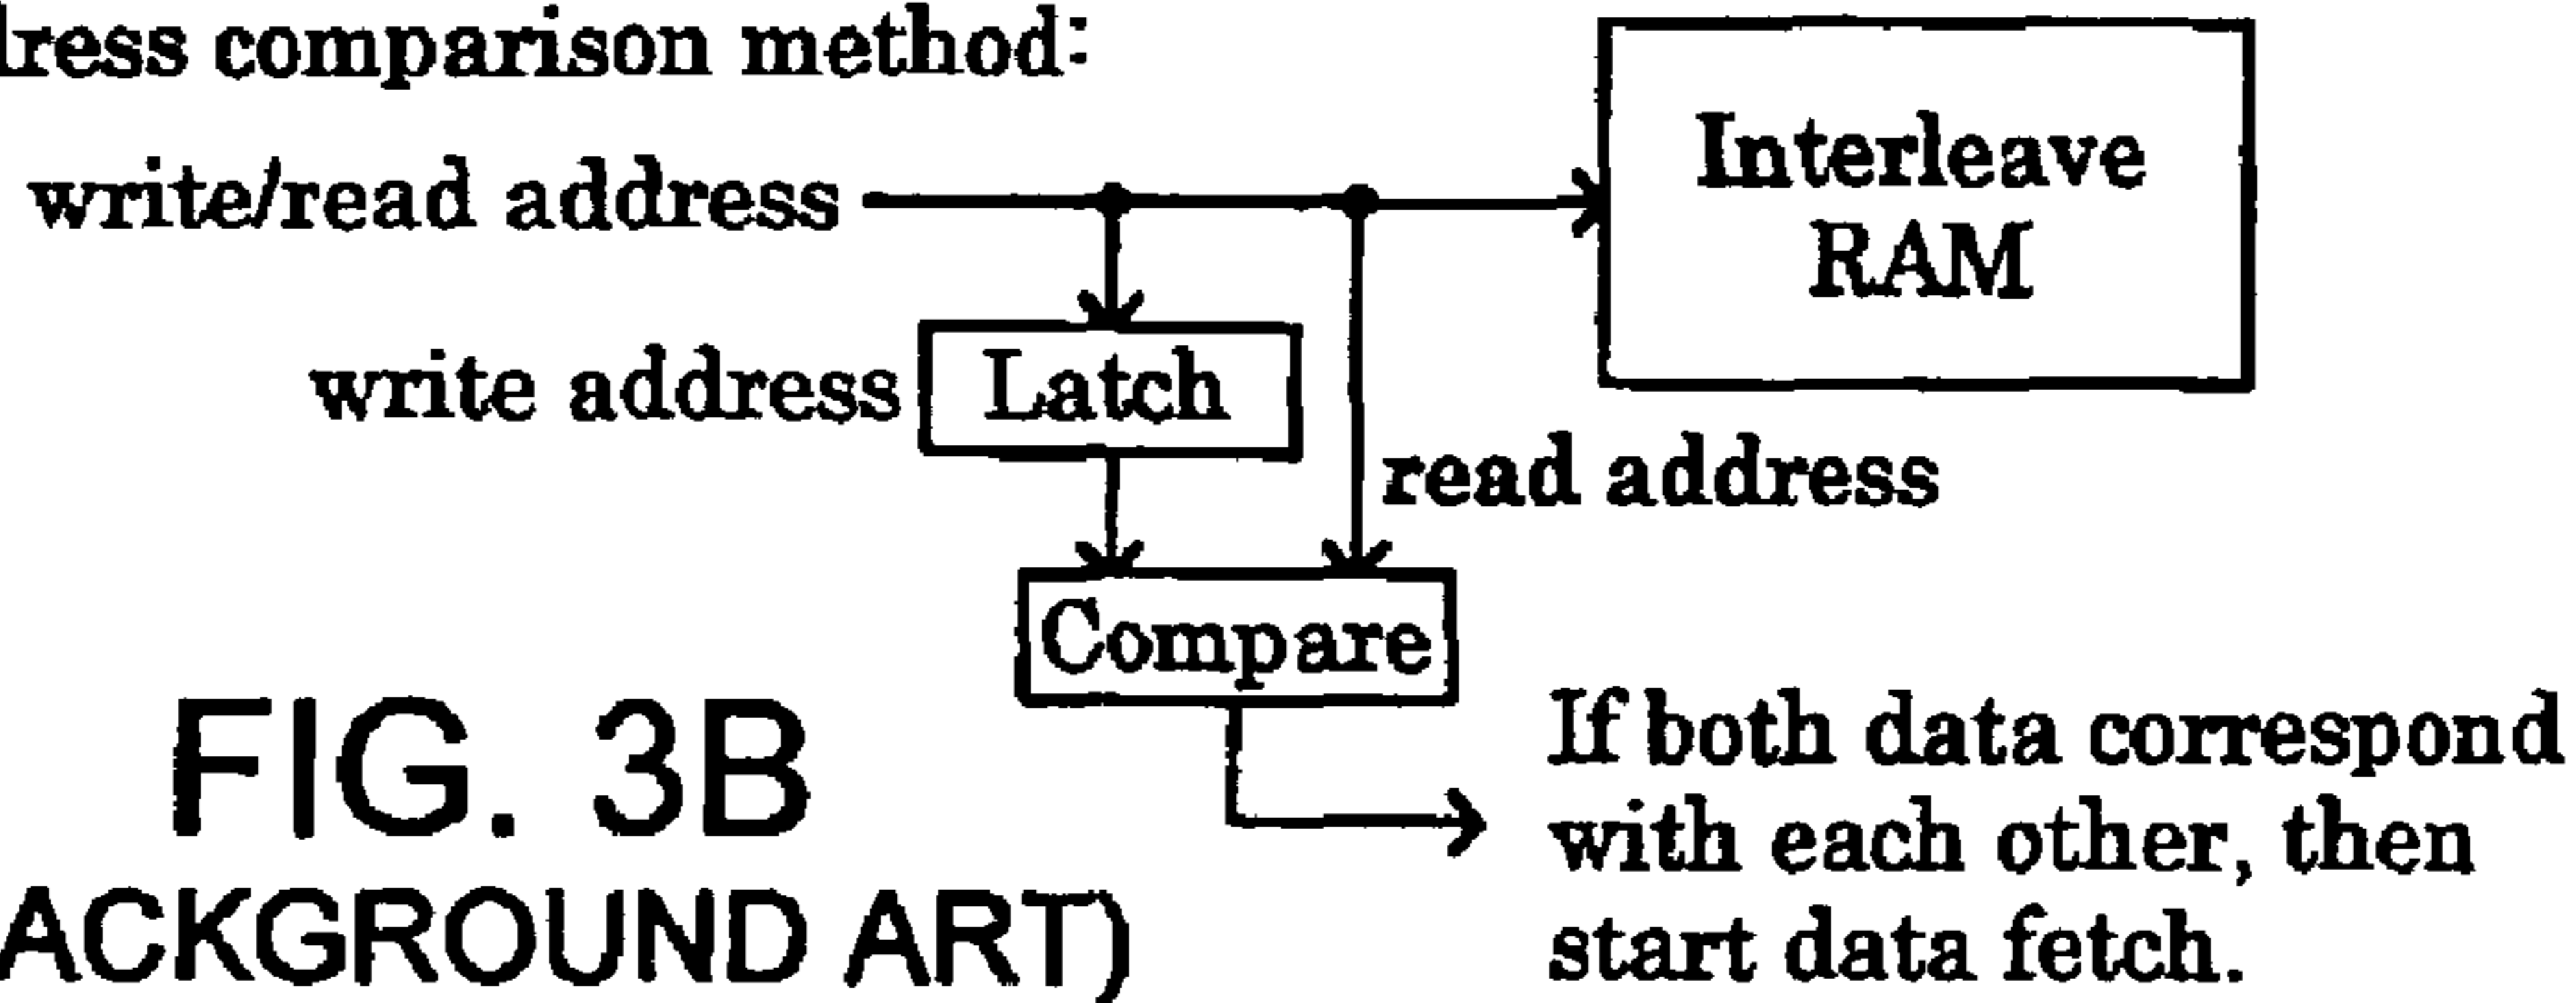 dress comparison method:
write/read address
Interleave
RAM
write address
Latch
read address
Compare
If both data correspond
with each other, then
start data fetch.
FIG. 3B
ACKGROUND ART)